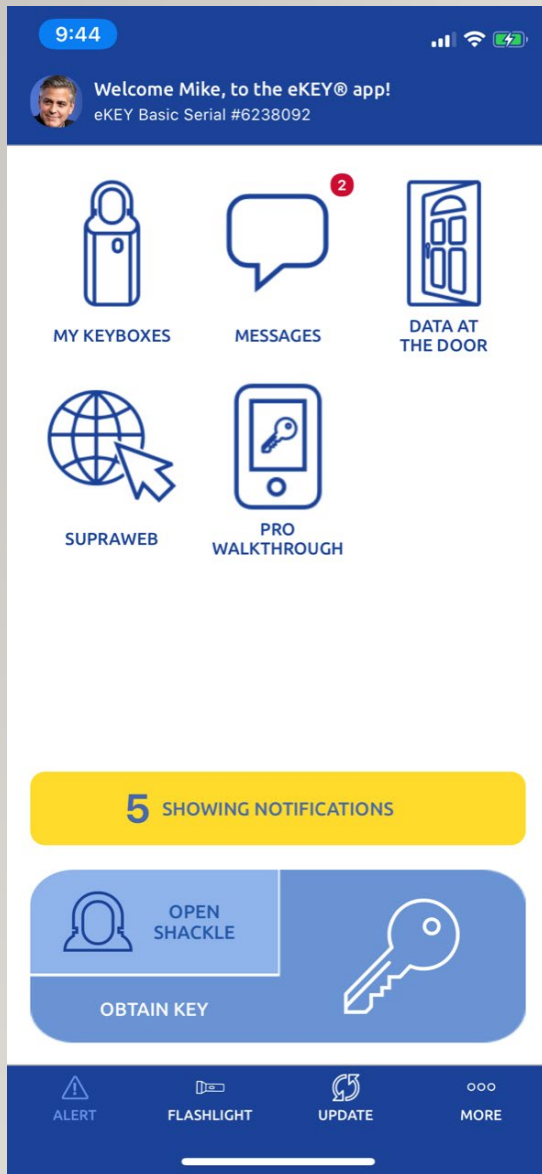 9:44
Welcome Mike, to the eKEY® app!
eKEY Basic Serial #6238092
2
MY KEYBOXES
MESSAGES
DATA AT
THE DOOR
SUPRAWEB
PRO
WALKTHROUGH
5 SHOWING NOTIFICATIONS
OPEN
SHACKLE
OBTAIN KEY
ALERT
FLASHLIGHT
UPDATE
MORE